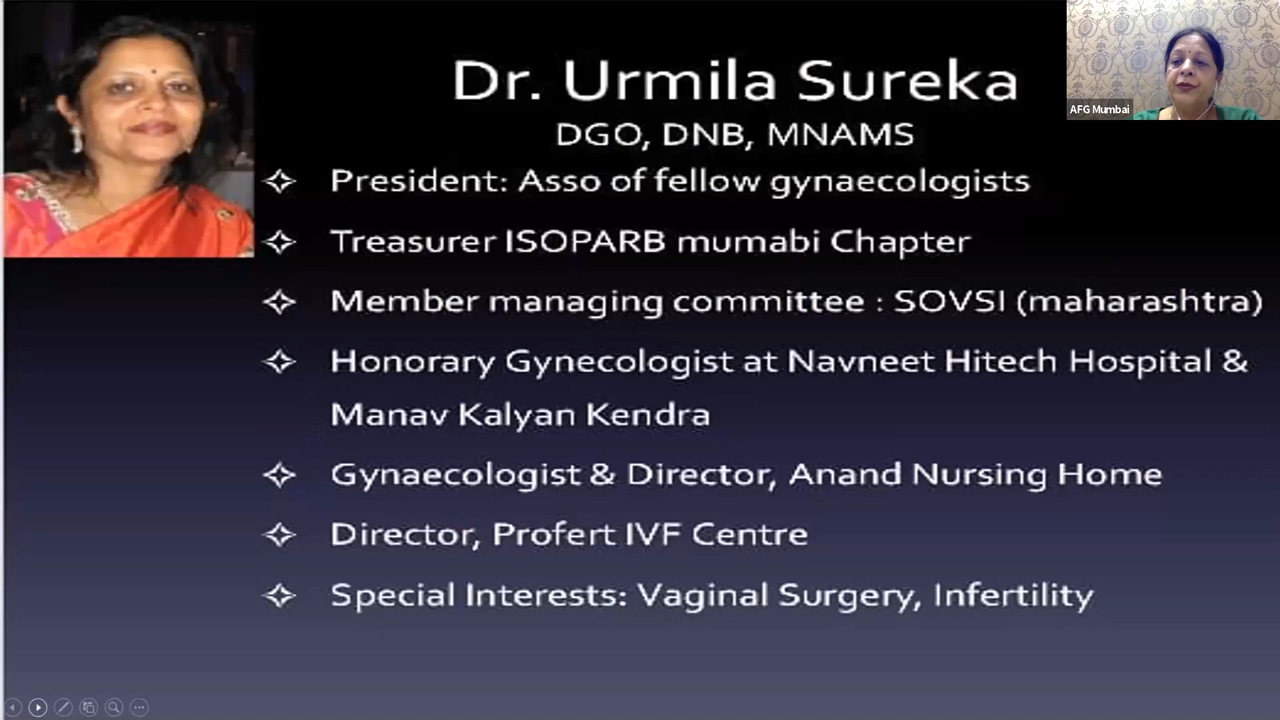 Dr. Urmila Sureka
DGO, DNB, MNAMS
President: Asso of fellow gynaecologists
Treasurer ISOPARB mumabi Chapter
Member managing committee : SOVSI (maharashtra)
Honorary Gynecologist at Navneet Hitech Hospital &
Manav Kalyan Kendra
Gynaecologist & Director, Anand Nursing Home
Director, Profert IVF Centre
Special Interests: Vaginal Surgery, Infertility
AFG Mumbai